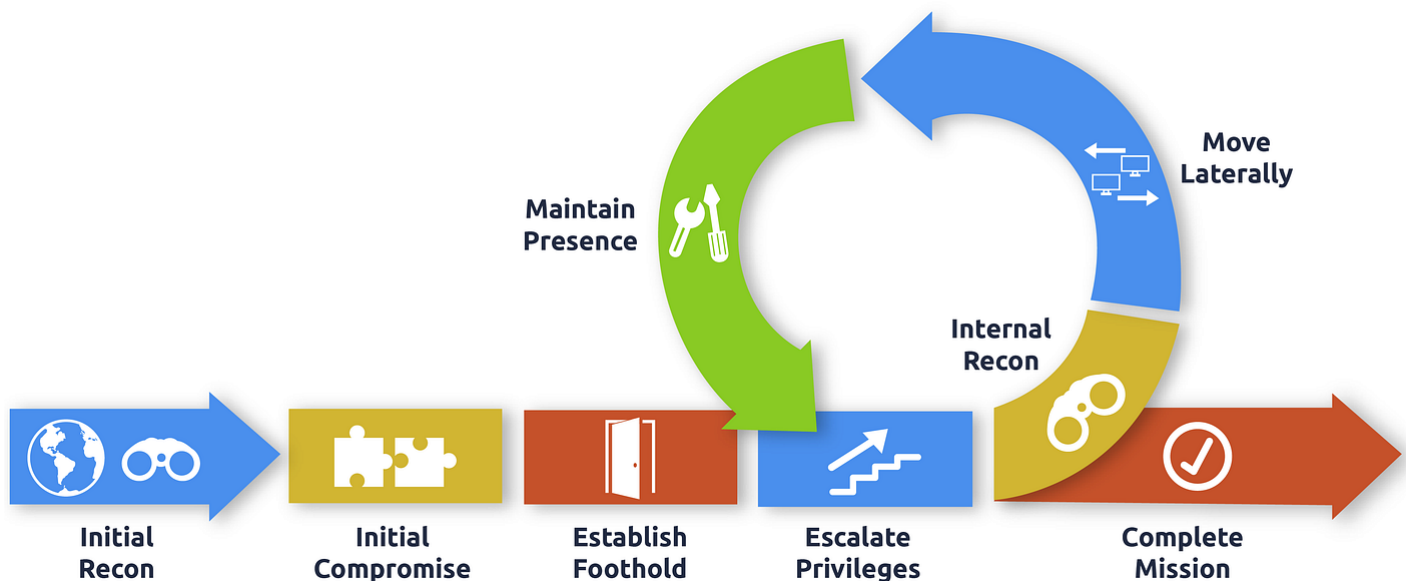 Move
Laterally
Maintain
Presence
Internal
Recon
Initial
Recon
Initial
Compromise
Establish
Foothold
Escalate
Privileges
Complete
Mission